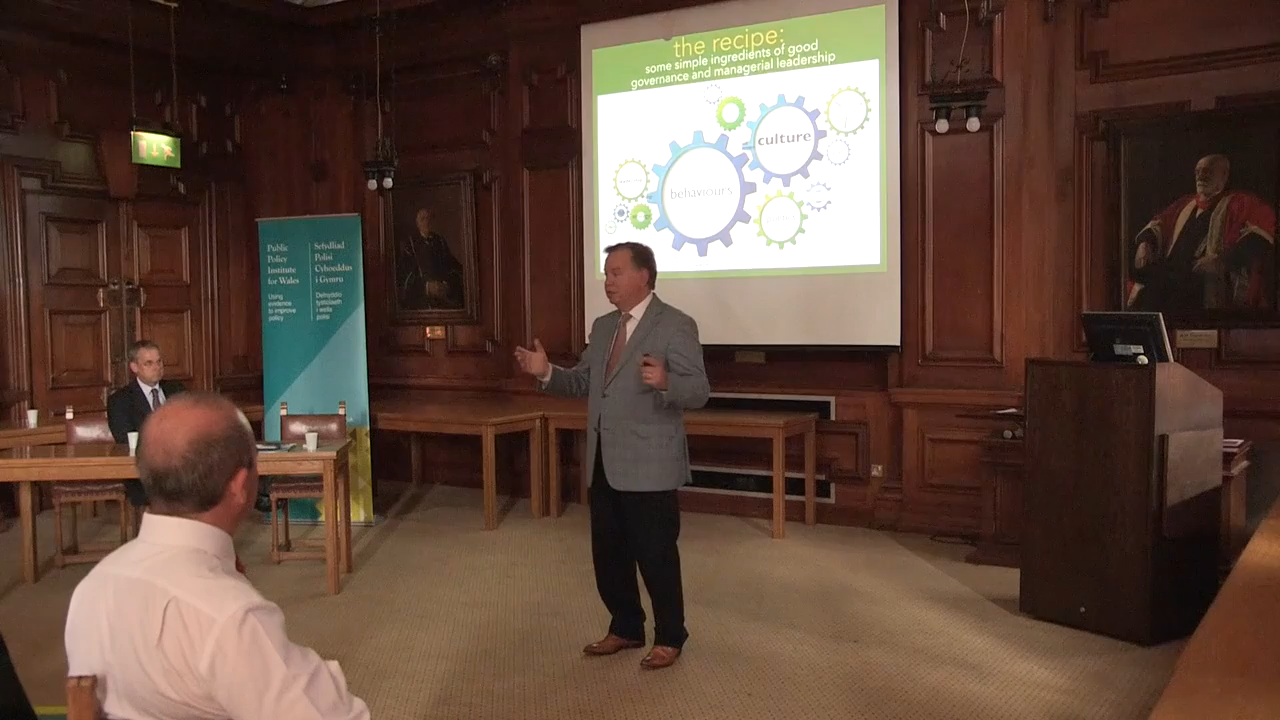 the recipe:
some simple ingredients of good
governance and managerial leadership
culture
behaviours
Public
Policy
Institute
for Wales
Using
evidence
to improve
policy
Sefydliad
Polisi
Cyhoeddus
i Gymru
Defnyddio
tystiolaeth
i wella
polisi